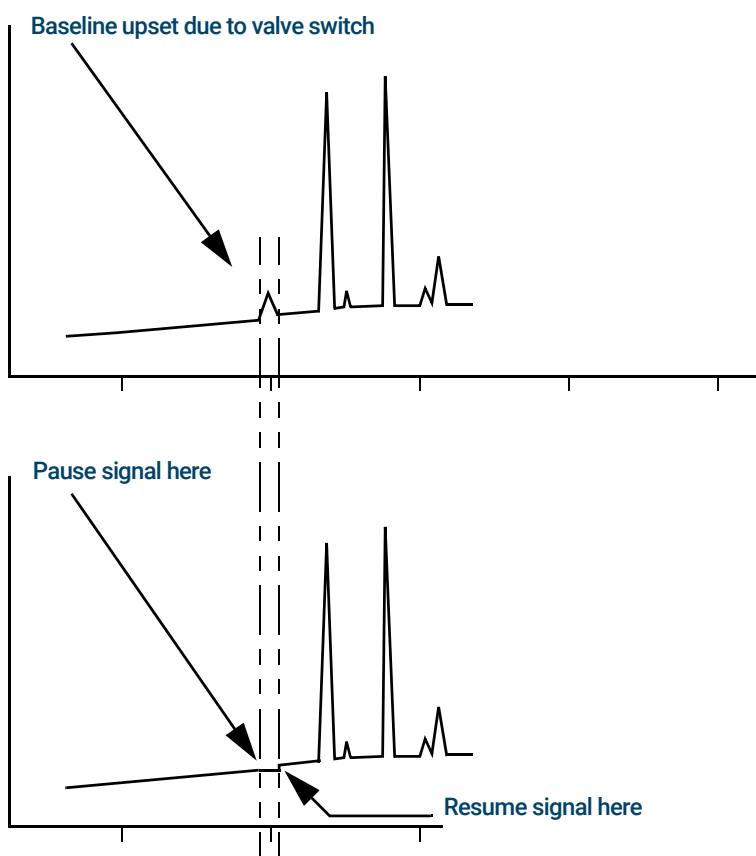 Baseline upset due to valve switch
Pause signal here
Resume signal here